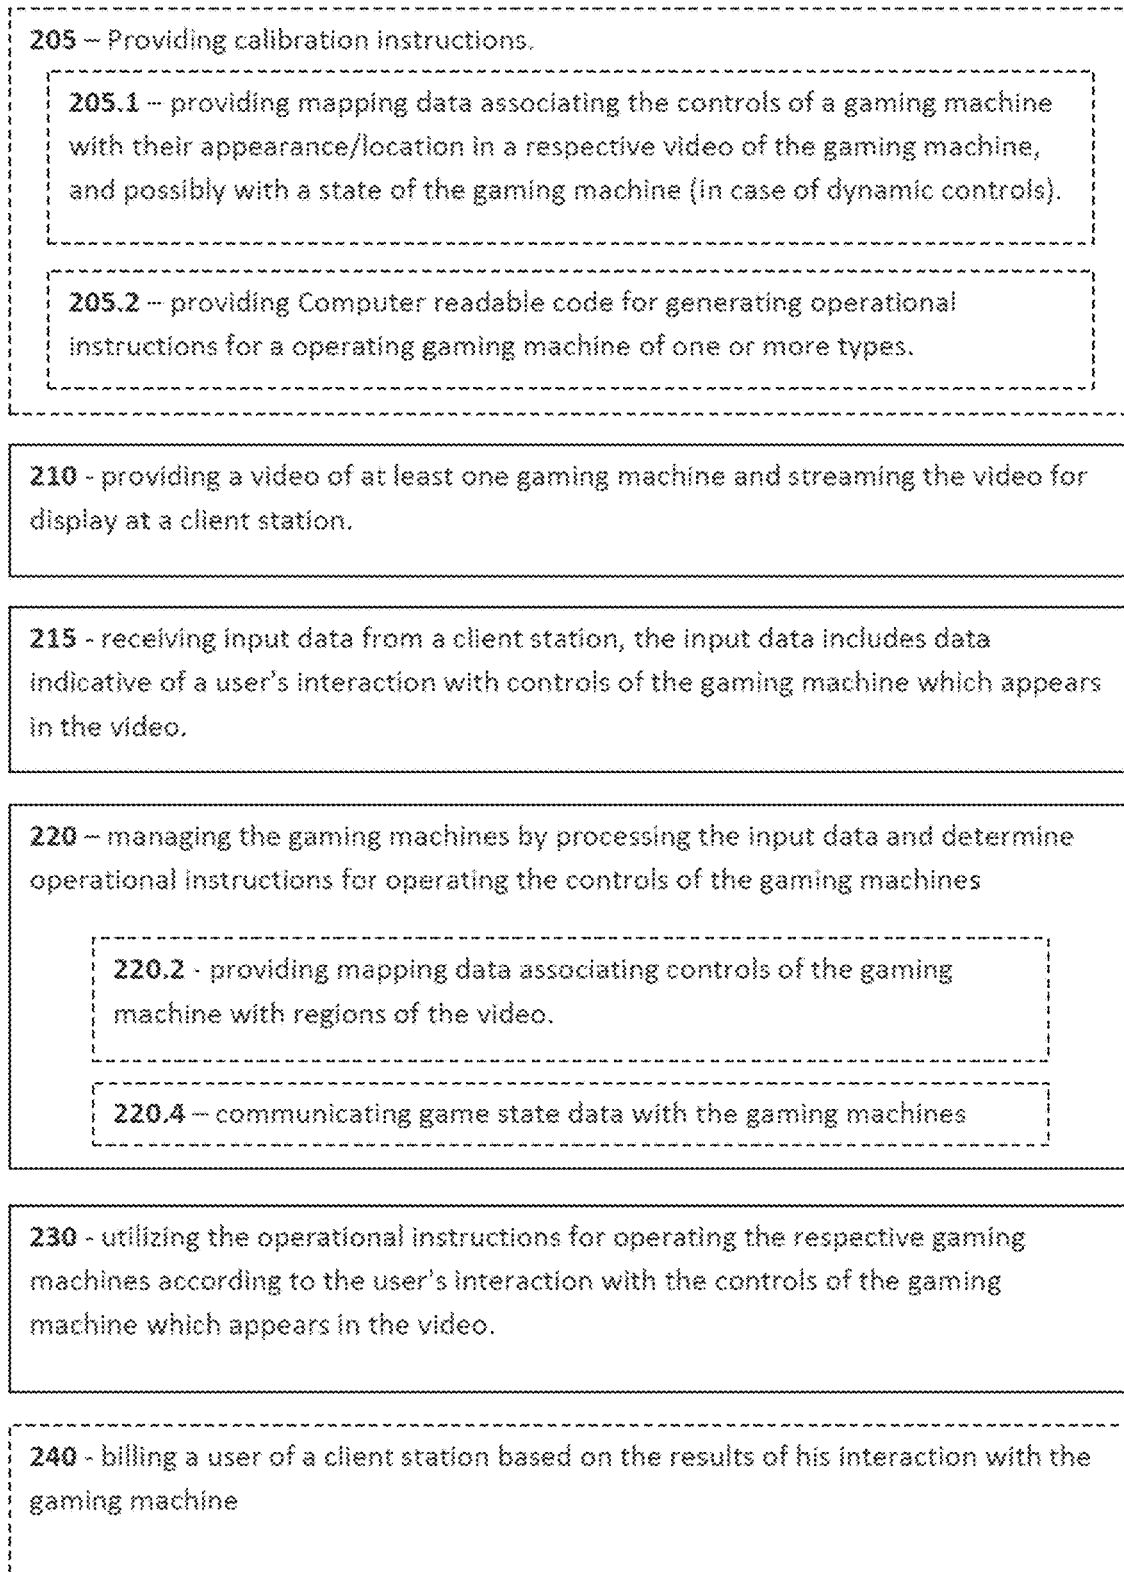 205 – Providing calibration instructions.
205.1 – providing mapping data associating the controls of a gaming machine
with their appearance/location in a respective video of the gaming machine,
and possibly with a state of the gaming machine (in case of dynamic controls).
205.2 – providing Computer readable code for generating operational
instructions for a operating gaming machine of one or more types.
210 - providing a video of at least one gaming machine and streaming the video for
display at a client station.
215 - receiving input data from a client station, the input data includes data
indicative of a user's interaction with controls of the gaming machine which appears
in the video.
220 – managing the gaming machines by processing the input data and determine
operational instructions for operating the controls of the gaming machines
220.2 - providing mapping data associating controls of the gaming
machine with regions of the video.
220.4 – communicating game state data with the gaming machines
230 - utilizing the operational instructions for operating the respective gaming
machines according to the user's interaction with the controls of the gaming
machine which appears in the video.
240 - billing a user of a client station based on the results of his interaction with the
gaming machine